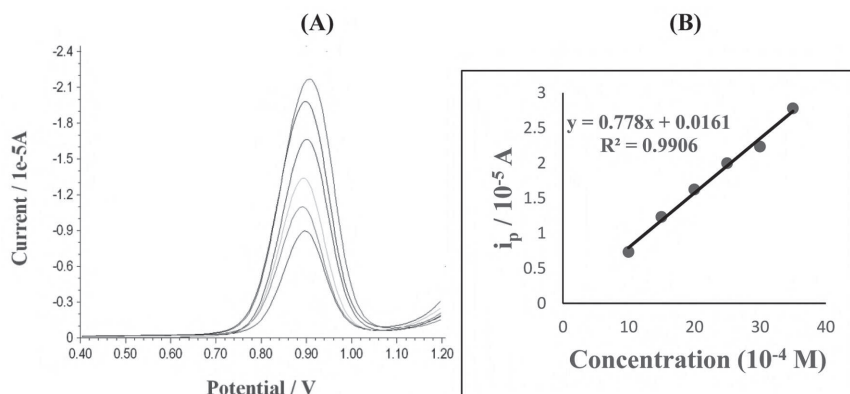 (A)
-2.4
-2.1
-1.8
-1.5
-1.2
-0.9
-0.6
-0.3
0
0.40 0.50 0.60 0.70 0.80 0.90 1.00 1.10 1.20
Current / 1e-5A
Potential / V
(B)
y = 0.778x + 0.0161
R² = 0.9906
3
2.5
2
1.5
1
0.5
0
0 10 20 30 40
iₚ / 10⁻⁵ A
Concentration (10⁻⁴ M)